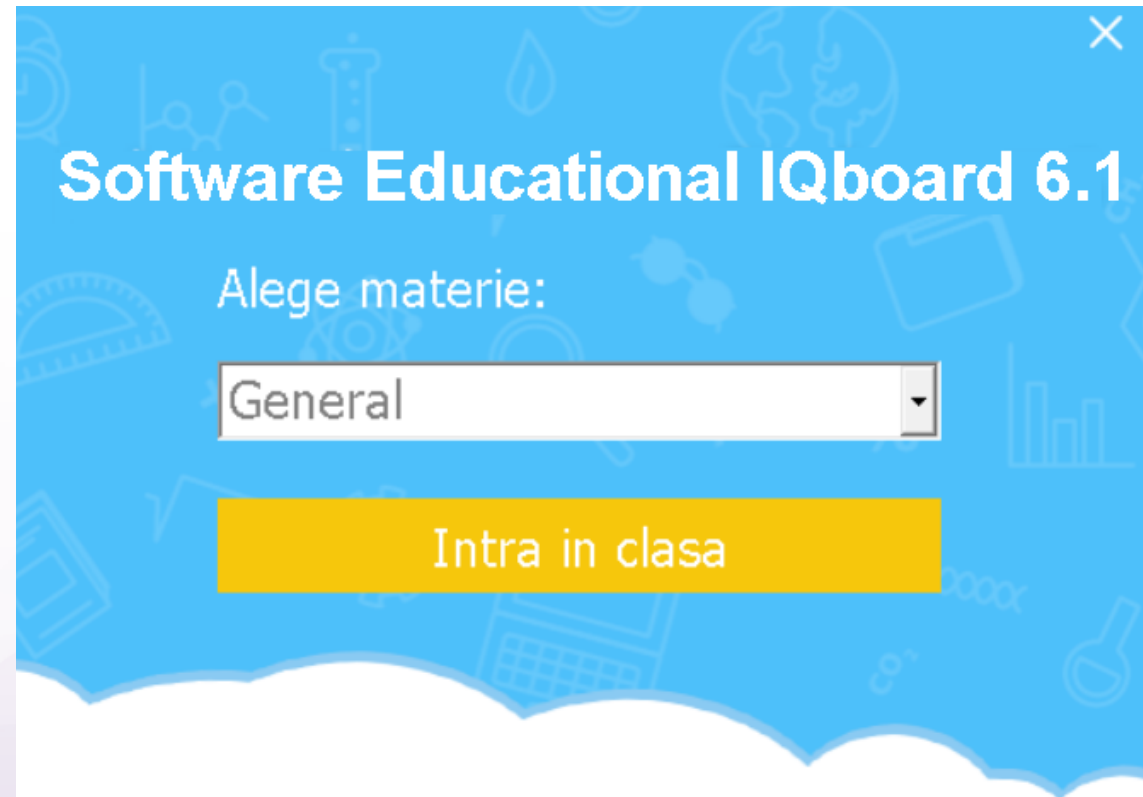 Software Educational IQboard 6.1
Alege materie:
General
Intra in clasa